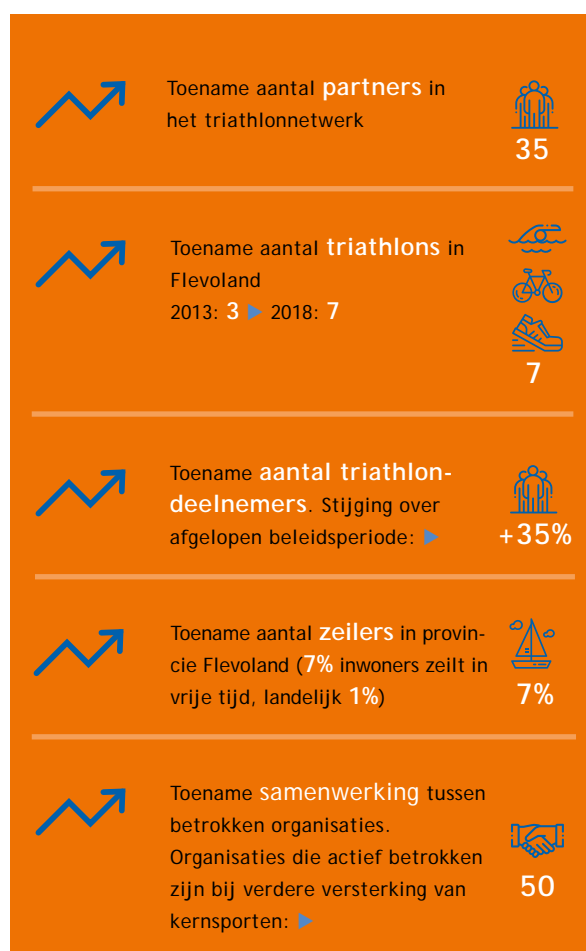 Toename aantal partners in
het triathlonnetwerk
35
Toename aantal triathlons in
Flevoland
2013: 3 ▶ 2018: 7
7
Toename aantal triathlon-
deelnemers. Stijging over
afgelopen beleidsperiode: ▶
+35%
Toename aantal zeilers in provin-
cie Flevoland (7% inwoners zeilt in
vrije tijd, landelijk 1%)
7%
Toename samenwerking tussen
betrokken organisaties.
Organisaties die actief betrokken
zijn bij verdere versterking van
kernsporten: ▶
50